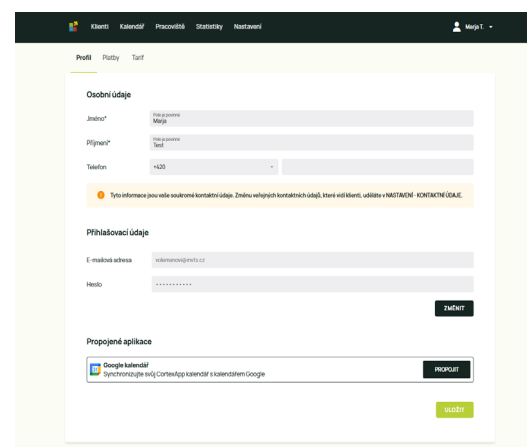 Klienti Kalendář Pracoviště Statistiky Nastavení Marja T.
Profil Platby Tarif
Osobní údaje
Jméno* Pole je povinné
Marja
Příjmení* Pole je povinné
Test
Telefon +420
Tyto informace jsou vaše soukromé kontaktní údaje. Změnu veřejných kontaktních údajů, které vidí klienti, uděláte v NASTAVENÍ - KONTAKTNÍ ÚDAJE.
Přihlašovací údaje
E-mailová adresa
Heslo •••••••••••
ZMĚNIT
Propojené aplikace
Google kalendář
Synchronizujte svůj CortexApp kalendář s kalendářem Google
PROPOJIT
ULOŽIT